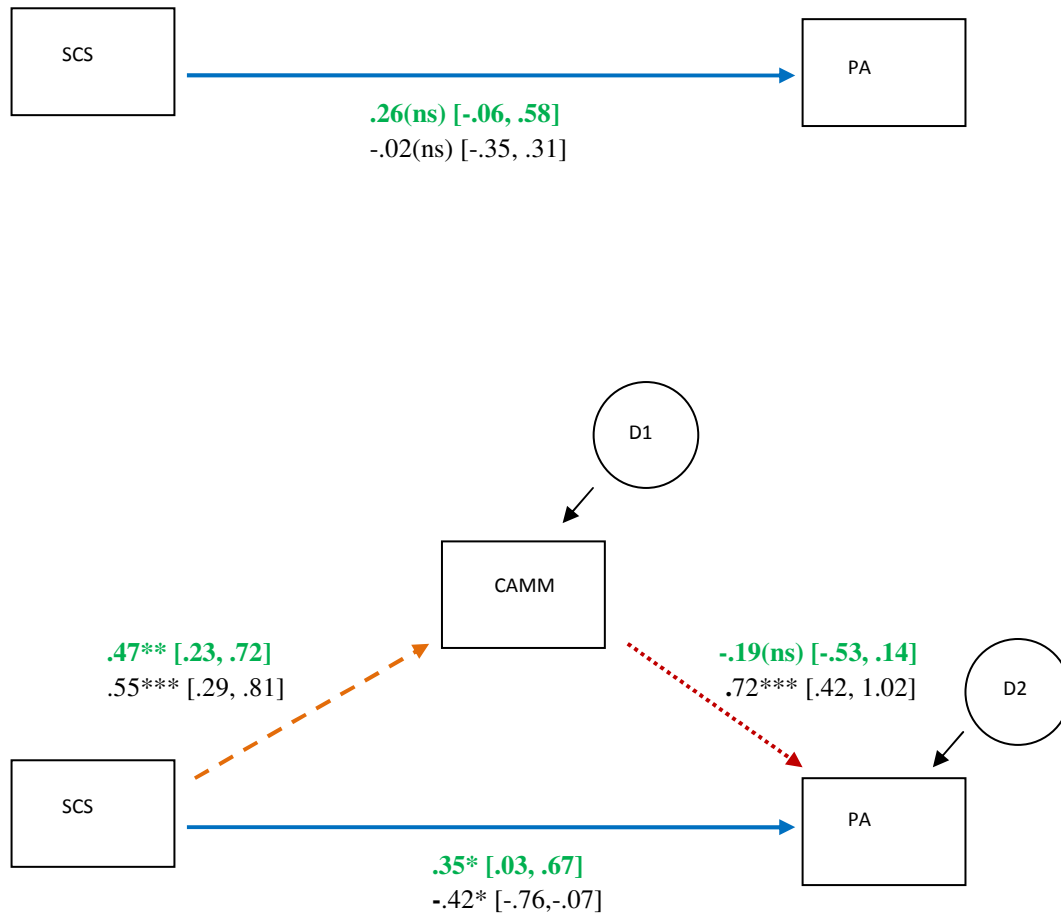 SCS
PA
.26(ns) [-.06, .58]
-.02(ns) [-.35, .31]
D1
CAMM
.47** [.23, .72]
.55*** [.29, .81]
-.19(ns) [-.53, .14]
.72*** [.42, 1.02]
D2
SCS
PA
.35* [.03, .67]
-.42* [-.76,-.07]